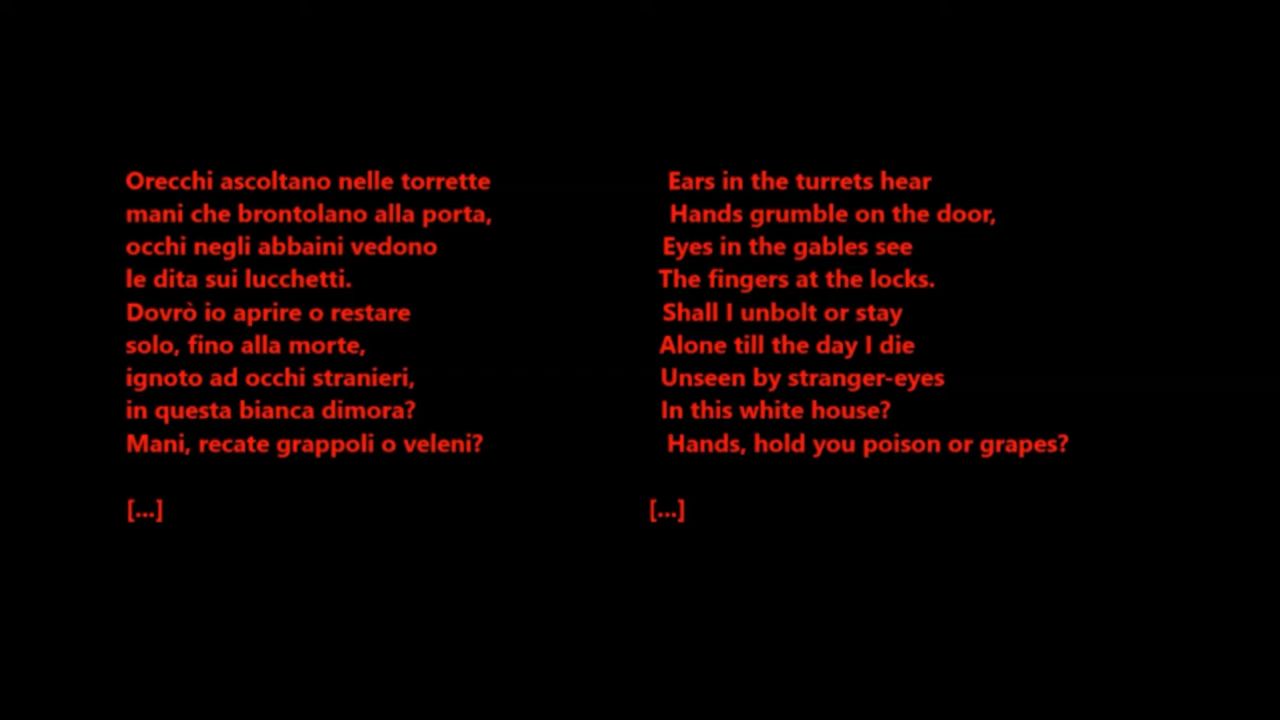 Orecchi ascoltano nelle torrette
mani che brontolano alla porta,
occhi negli abbaini vedono
le dita sui lucchetti.
Dovrò io aprire o restare
solo, fino alla morte,
ignoto ad occhi stranieri,
in questa bianca dimora?
Mani, recate grappoli o veleni?
[...]
Ears in the turrets hear
Hands grumble on the door,
Eyes in the gables see
The fingers at the locks.
Shall I unbolt or stay
Alone till the day I die
Unseen by stranger-eyes
In this white house?
Hands, hold you poison or grapes?
[...]